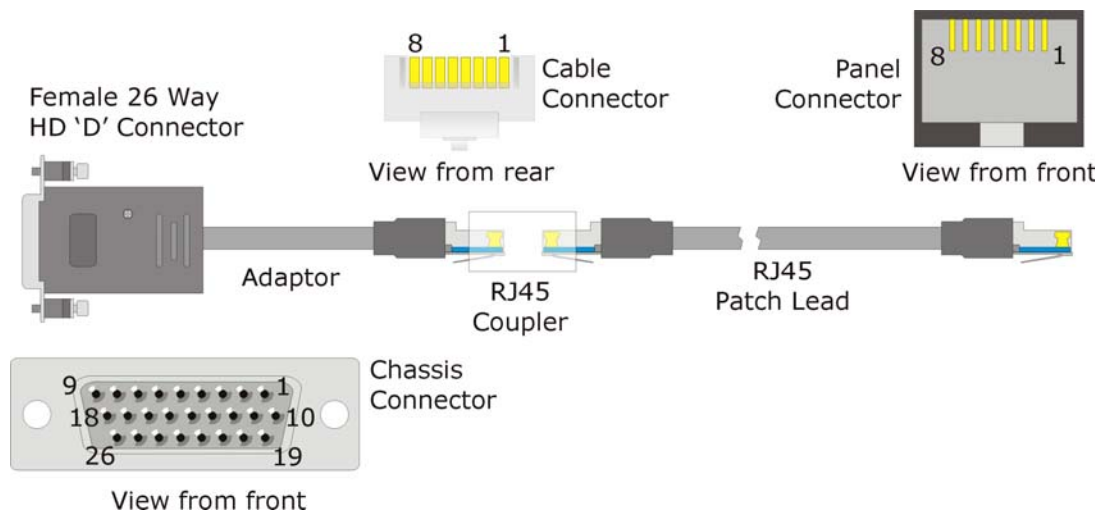 8 1
Cable
Connector
View from rear
8 1
Panel
Connector
View from front
Female 26 Way
HD ‘D’ Connector
Adaptor
RJ45
Coupler
RJ45
Patch Lead
Chassis
Connector
9 1
18 10
26 19
View from front